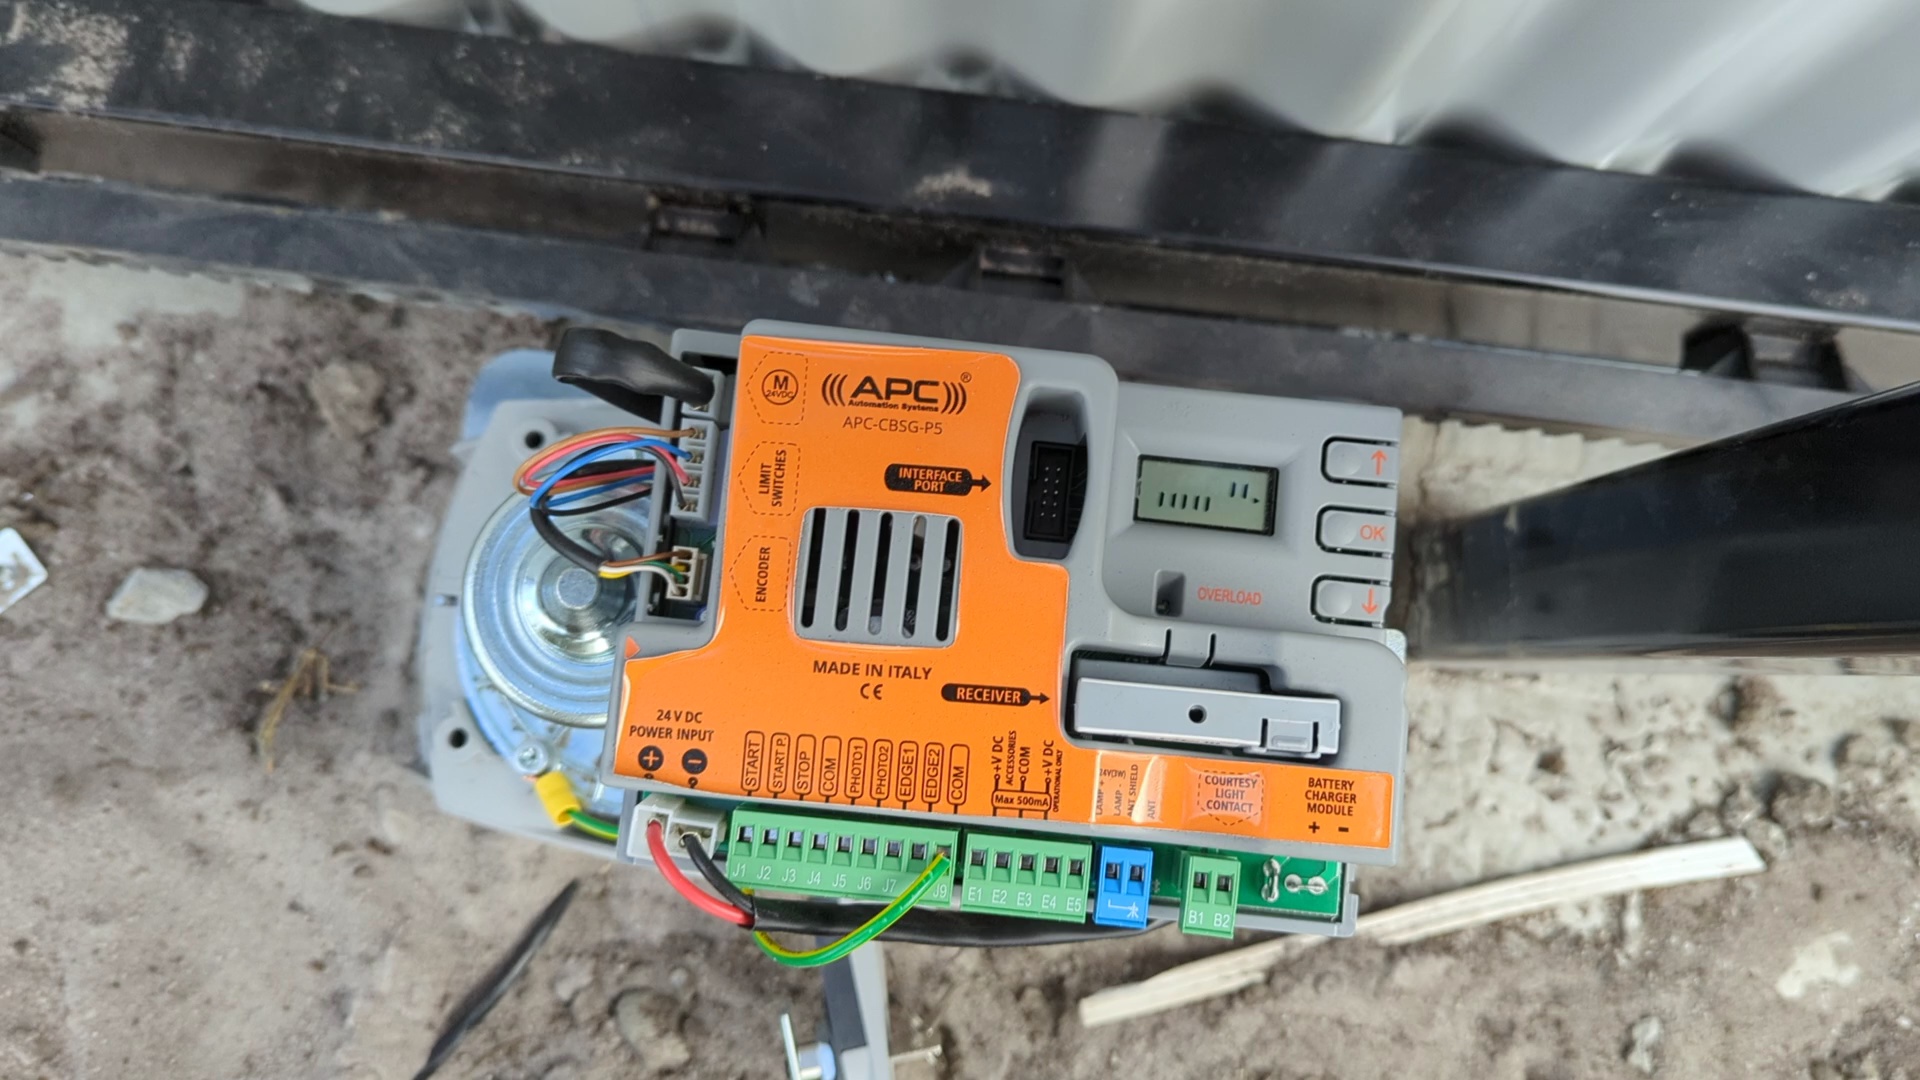 M
24VDC
(((APC)))®
Automation Systems
APC-CBSG-P5
LIMIT
SWITCHES
INTERFACE
PORT
ENCODER
↑
OK
↓
OVERLOAD
MADE IN ITALY
CE
RECEIVER
24 V DC
POWER INPUT
+ -
START
START P.
STOP
COM
PHOTO1
PHOTO2
EDGE1
EDGE2
COM
+V DC
ACCESSORIES
COM
+V DC
OPERATIONAL ONLY
Max 500mA
LAMP +
LAMP -
ANT SHIELD
ANT
COURTESY
LIGHT
CONTACT
BATTERY
CHARGER
MODULE
+ -
J1 J2 J3 J4 J5 J6 J7 J9
E1 E2 E3 E4 E5
B1 B2